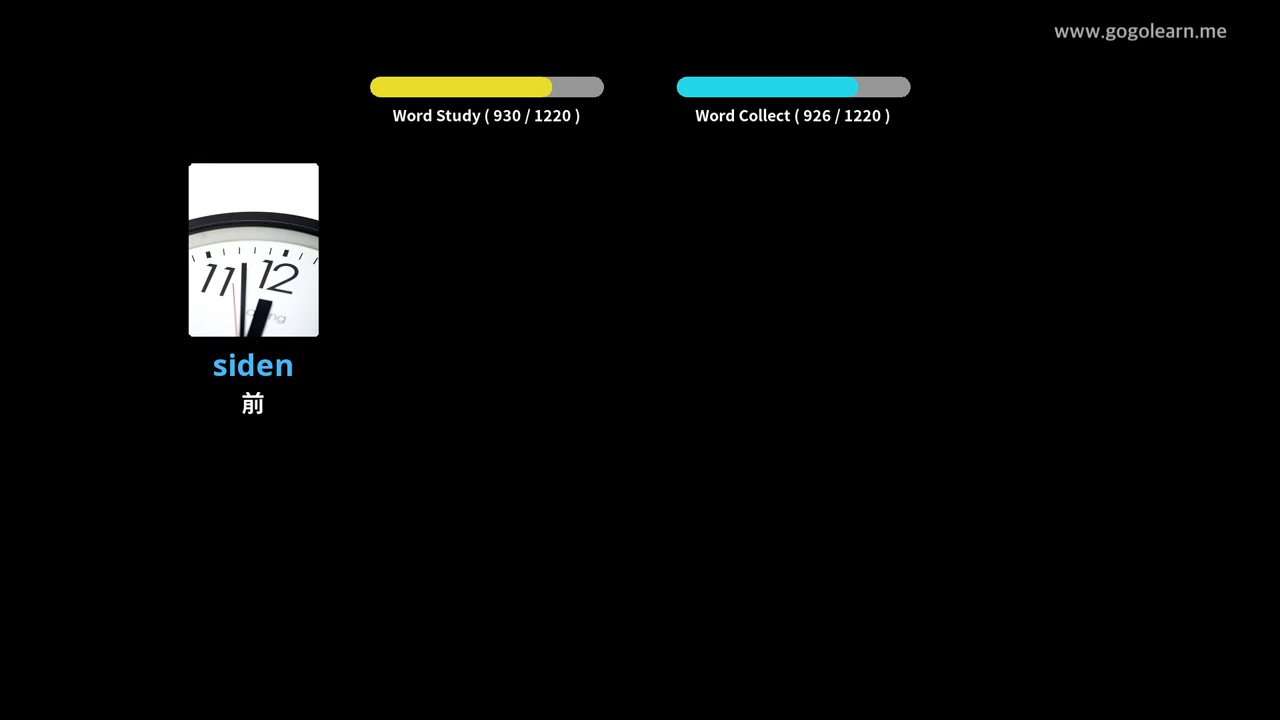 www.gogolearn.me
Word Study ( 930 / 1220 )
Word Collect ( 926 / 1220 )
11 12
siden
前